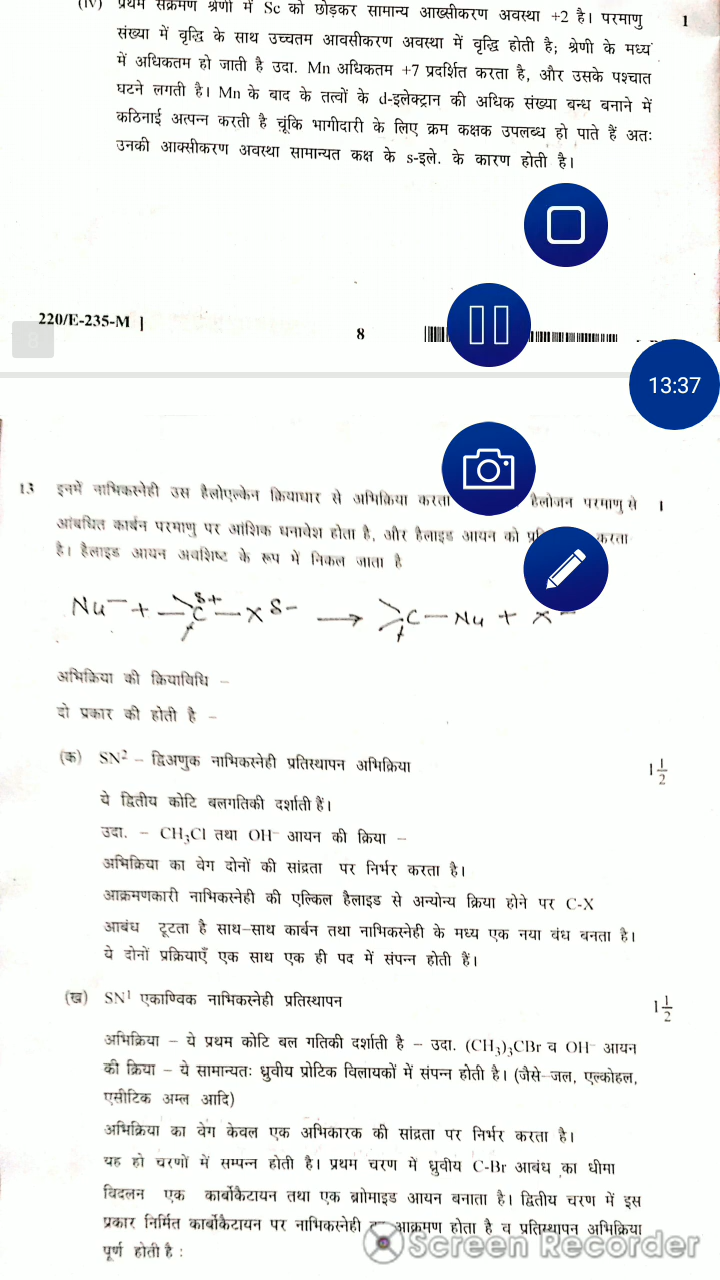 (iv) प्रथम संक्रमण श्रेणी में Sc को छोड़कर सामान्य आख्सीकरण अवस्था +2 है। परमाणु 1
संख्या में वृद्धि के साथ उच्चतम आवसीकरण अवस्था में वृद्धि होती है; श्रेणी के मध्य
में अधिकतम हो जाती है उदा. Mn अधिकतम +7 प्रदर्शित करता है, और उसके पश्चात
घटने लगती है। Mn के बाद के तत्वों के d-इलेक्ट्रान की अधिक संख्या बन्ध बनाने में
कठिनाई अत्पन्न करती है चूंकि भागीदारी के लिए क्रम कक्षक उपलब्ध हो पाते हैं अतः
उनकी आक्सीकरण अवस्था सामान्यत कक्ष के s-इले. के कारण होती है।
220/E-235-M ]
8
8
13:37
13 इनमें नाभिकस्नेही उस हैलोएल्केन क्रियाधार से अभिक्रिया करता हैलोजन परमाणु से 1
आंबधित कार्बन परमाणु पर आंशिक धनावेश होता है, और हैलाइड आयन को करता
है। हैलाइड आयन अवशिष्ट के रूप में निकल जाता है
Nu⁻ + C^δ+ — X^δ- → C — Nu + X⁻
अभिक्रिया की क्रियाविधि –
दो प्रकार की होती है –
(क) SN² – द्विअणुक नाभिकस्नेही प्रतिस्थापन अभिक्रिया 1 1/2
ये द्वितीय कोटि बलगतिकी दर्शाती हैं।
उदा. – CH₃Cl तथा OH⁻ आयन की क्रिया –
अभिक्रिया का वेग दोनों की सांद्रता पर निर्भर करता है।
आक्रमणकारी नाभिकस्नेही की एल्किल हैलाइड से अन्योन्य क्रिया होने पर C-X
आबंध टूटता है साथ-साथ कार्बन तथा नाभिकस्नेही के मध्य एक नया बंध बनता है।
ये दोनों प्रक्रियाएँ एक साथ एक ही पद में संपन्न होती हैं।
(ख) SN¹ एकाण्विक नाभिकस्नेही प्रतिस्थापन 1 1/2
अभिक्रिया – ये प्रथम कोटि बल गतिकी दर्शाती है – उदा. (CH₃)₃CBr व OH⁻ आयन
की क्रिया – ये सामान्यतः ध्रुवीय प्रोटिक विलायकों में संपन्न होती है। (जैसे-जल, एल्कोहल,
एसीटिक अम्ल आदि)
अभिक्रिया का वेग केवल एक अभिकारक की सांद्रता पर निर्भर करता है।
यह हो चरणों में सम्पन्न होती है। प्रथम चरण में ध्रुवीय C-Br आबंध का धीमा
विदलन एक कार्बोकैटायन तथा एक ब्रोमाइड आयन बनाता है। द्वितीय चरण में इस
प्रकार निर्मित कार्बोकैटायन पर नाभिकस्नेही आक्रमण होता है व प्रतिस्थापन अभिक्रिया
पूर्ण होती है :
Screen Recorder